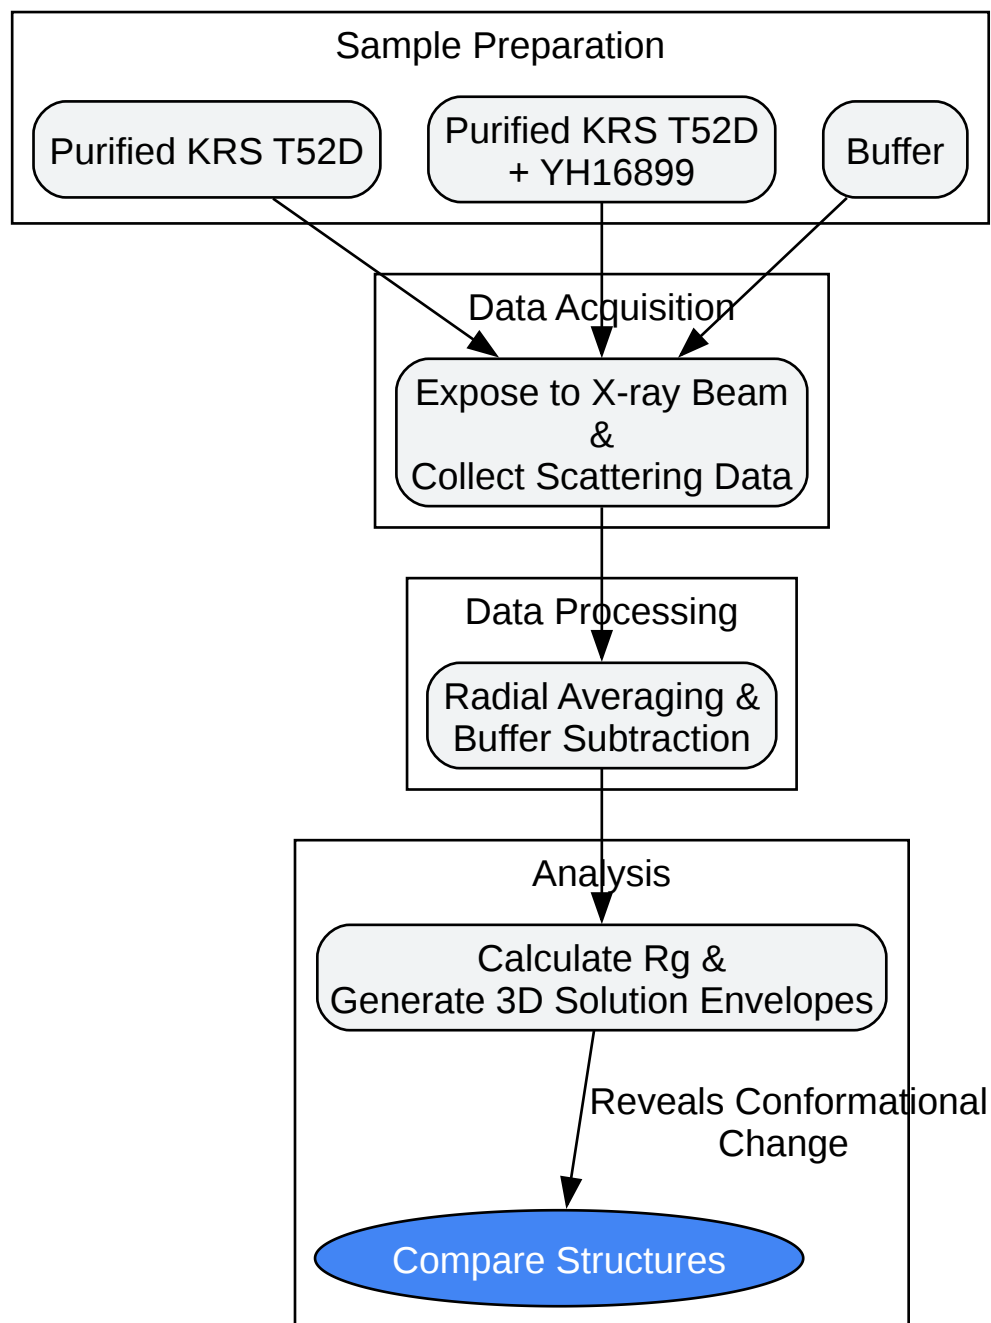 Sample Preparation
Purified KRS T52D
Purified KRS T52D
+ YH16899
Buffer
Data Acquisition
Expose to X-ray Beam
&
Collect Scattering Data
Data Processing
Radial Averaging &
Buffer Subtraction
Analysis
Calculate Rg &
Generate 3D Solution Envelopes
Reveals Conformational
Change
Compare Structures